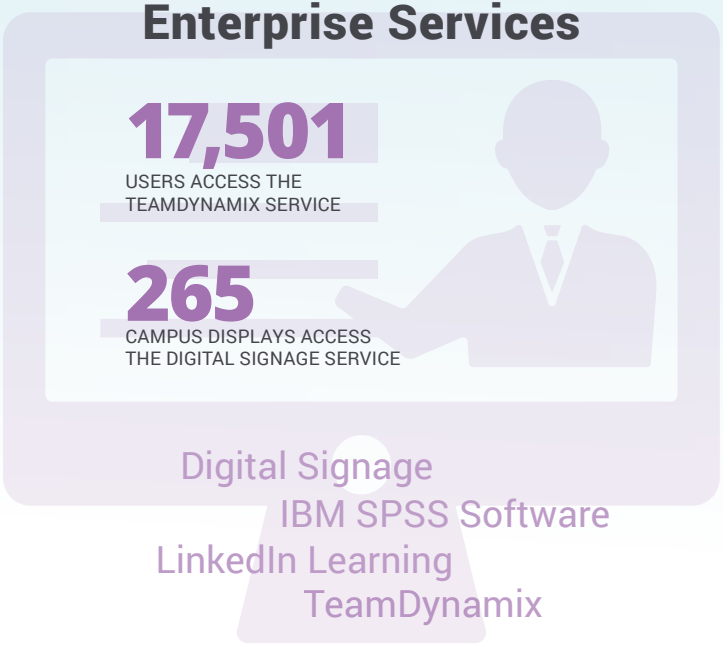 Enterprise Services
17,501
USERS ACCESS THE
TEAMDYNAMIX SERVICE
265
CAMPUS DISPLAYS ACCESS
THE DIGITAL SIGNAGE SERVICE
Digital Signage
IBM SPSS Software
LinkedIn Learning
TeamDynamix